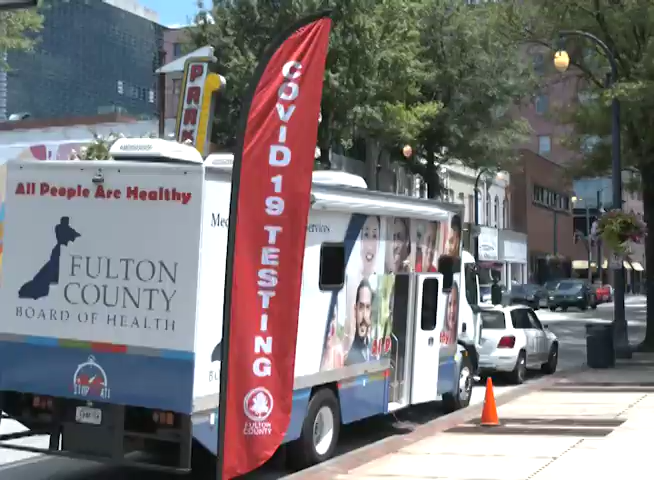 PARK
All People Are Healthy
FULTON
COUNTY
BOARD OF HEALTH
COVID 19 TESTING
FULTON
COUNTY